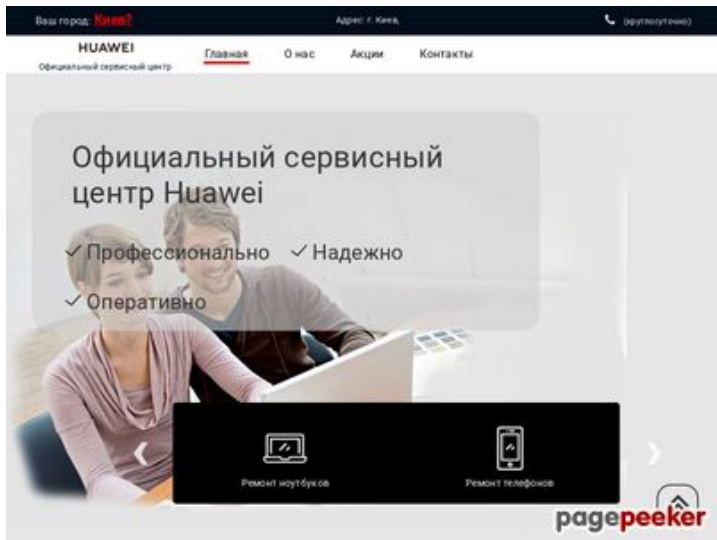 Ваш город: Киев?
Адрес: г. Киев,
(круглосуточно)
HUAWEI
Официальный сервисный центр
Главная
О нас
Акции
Контакты
Официальный сервисный
центр Huawei
Профессионально
Надежно
Оперативно
Ремонт ноутбуков
Ремонт телефонов
pagepeeker